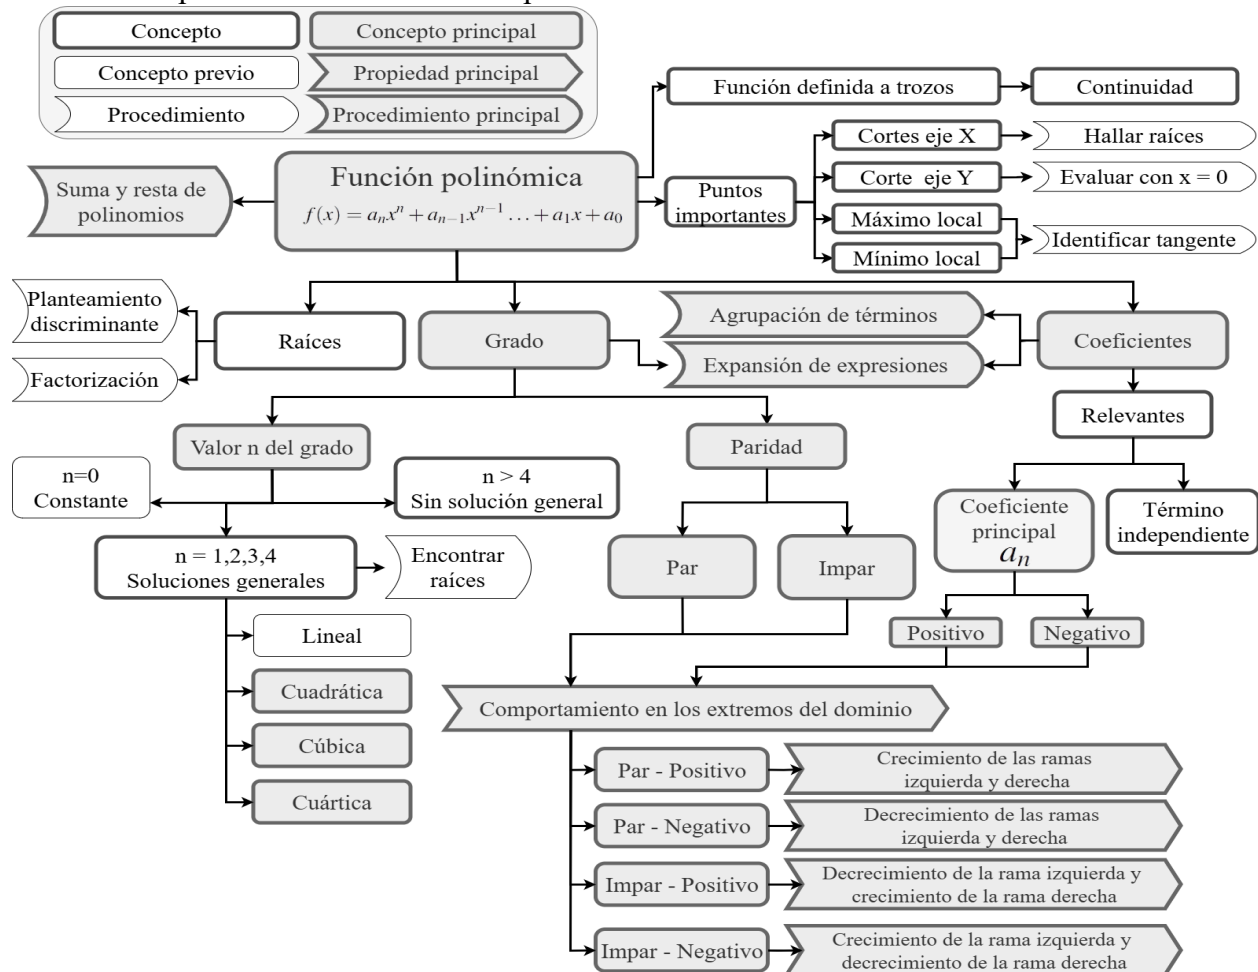 Concepto
Concepto principal
Concepto previo
Propiedad principal
Procedimiento
Procedimiento principal
Función definida a trozos
Continuidad
Cortes eje X
Hallar raíces
Suma y resta de
polinomios
Función polinómica
f(x) = aₙxⁿ + aₙ₋₁xⁿ⁻¹ … + a₁x + a₀
Puntos
importantes
Corte eje Y
Evaluar con x = 0
Máximo local
Mínimo local
Identificar tangente
Planteamiento
discriminante
Factorización
Raíces
Grado
Agrupación de términos
Expansión de expresiones
Coeficientes
Relevantes
Valor n del grado
Paridad
n=0
Constante
n > 4
Sin solución general
Coeficiente
principal
aₙ
Término
independiente
n = 1,2,3,4
Soluciones generales
Encontrar
raíces
Par
Impar
Positivo
Negativo
Lineal
Cuadrática
Cúbica
Cuártica
Comportamiento en los extremos del dominio
Par - Positivo
Crecimiento de las ramas
izquierda y derecha
Par - Negativo
Decrecimiento de las ramas
izquierda y derecha
Impar - Positivo
Decrecimiento de la rama izquierda y
crecimiento de la rama derecha
Impar - Negativo
Crecimiento de la rama izquierda y
decrecimiento de la rama derecha